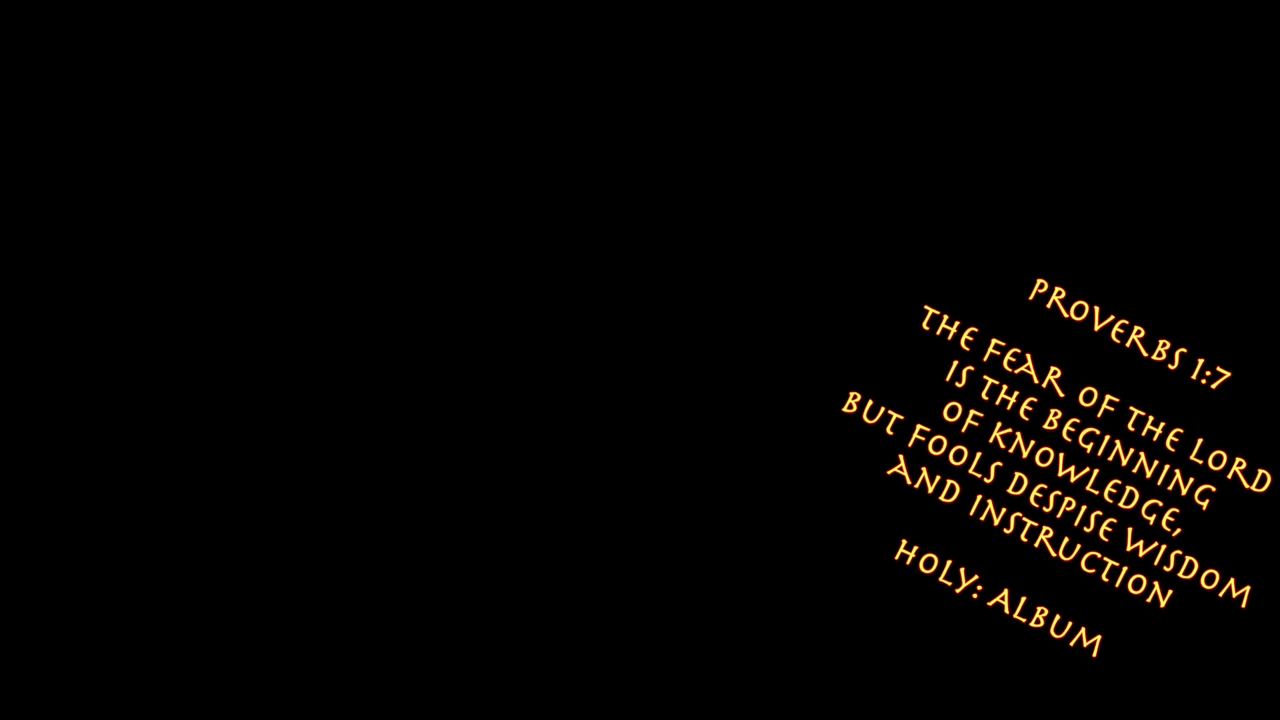 PROVERBS 1:7
THE FEAR OF THE LORD
IS THE BEGINNING
OF KNOWLEDGE,
BUT FOOLS DESPISE WISDOM
AND INSTRUCTION
HOLY: ALBUM